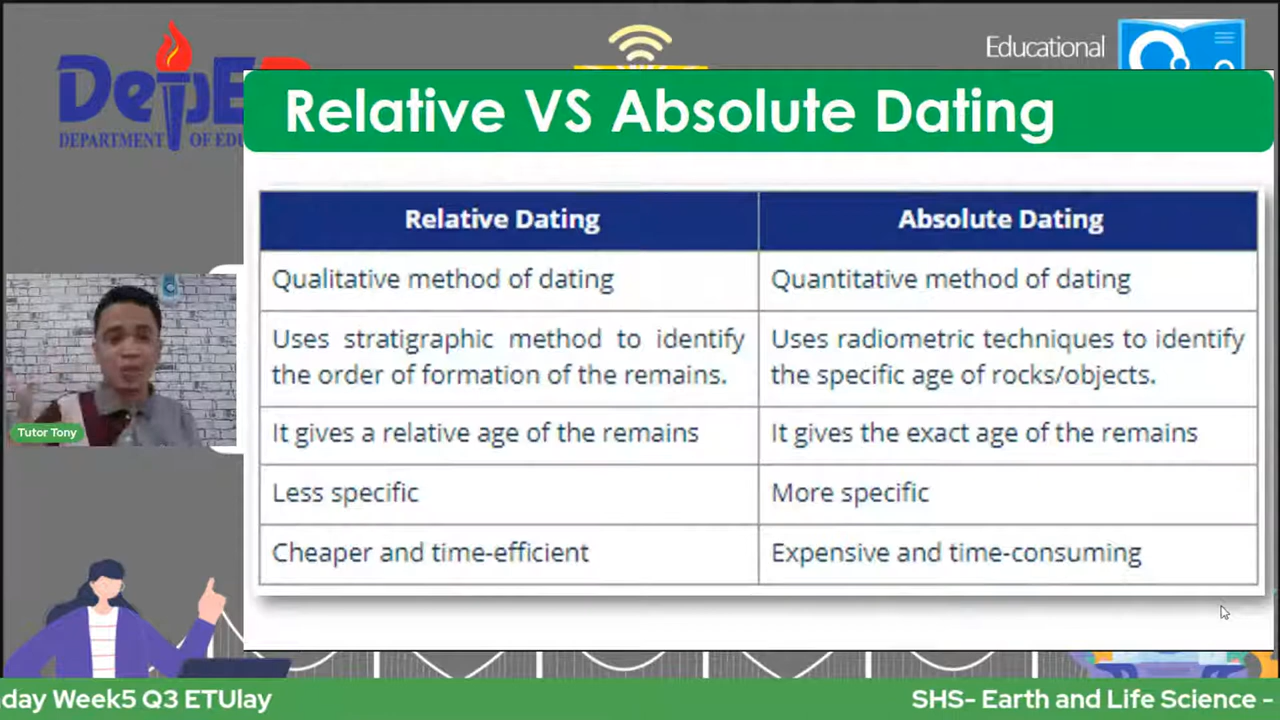 Educational
DepE
DEPARTMENT OF EDU
Relative VS Absolute Dating
Relative Dating
Absolute Dating
Qualitative method of dating
Quantitative method of dating
Uses stratigraphic method to identify
the order of formation of the remains.
Uses radiometric techniques to identify
the specific age of rocks/objects.
It gives a relative age of the remains
It gives the exact age of the remains
Less specific
More specific
Cheaper and time-efficient
Expensive and time-consuming
Tutor Tony
day Week5 Q3 ETUlay
SHS- Earth and Life Science -